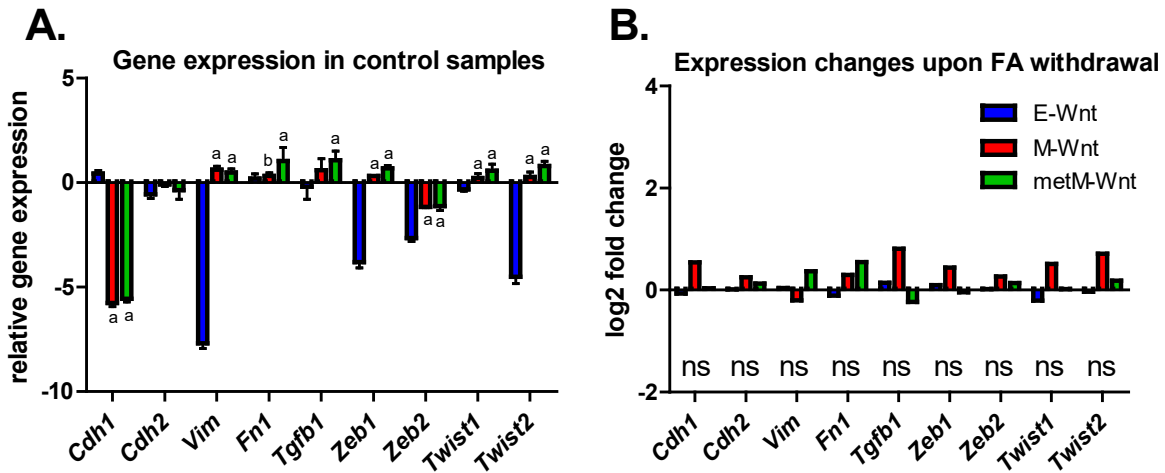 A.
Gene expression in control samples
relative gene expression
5
0
-5
-10
a a
a a
b a
a
a a
a a
a a
a a
Cdh1 Cdh2 Vim Fn1 Tgfb1 Zeb1 Zeb2 Twist1 Twist2
B.
Expression changes upon FA withdrawal
log2 fold change
4
2
0
-2
E-Wnt
M-Wnt
metM-Wnt
ns ns ns ns ns ns ns ns ns
Cdh1 Cdh2 Vim Fn1 Tgfb1 Zeb1 Zeb2 Twist1 Twist2